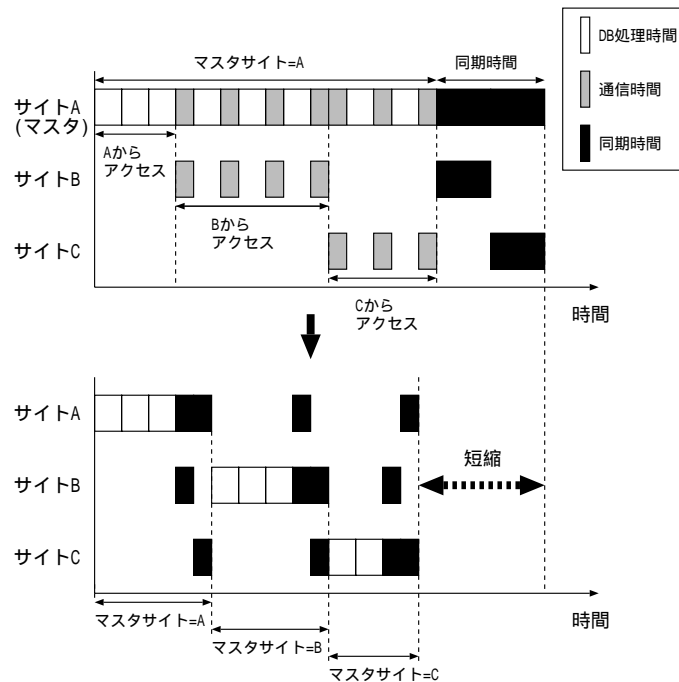 マスタサイト=A
同期時間
DB処理時間
通信時間
同期時間
サイトA
(マスタ)
Aから
アクセス
サイトB
Bから
アクセス
サイトC
Cから
アクセス
時間
サイトA
サイトB
短縮
サイトC
時間
マスタサイト=A
マスタサイト=B
マスタサイト=C